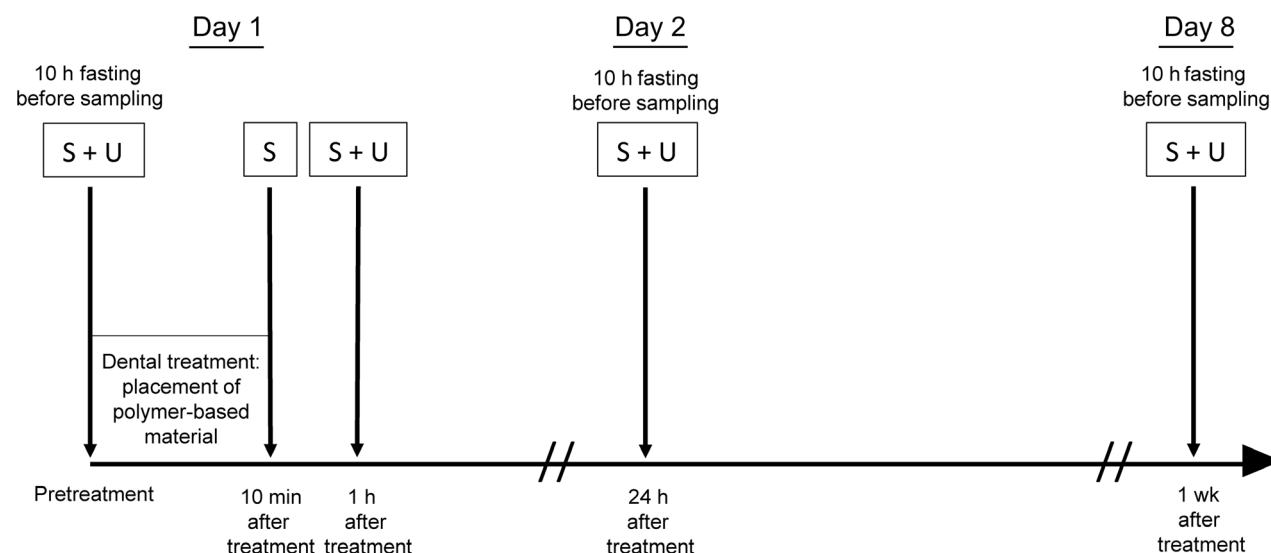 Day 1
Day 2
Day 8
10 h fasting
before sampling
10 h fasting
before sampling
10 h fasting
before sampling
S + U
S
S + U
S + U
S + U
Dental treatment:
placement of
polymer-based
material
Pretreatment
10 min
after
treatment
1 h
after
treatment
24 h
after
treatment
1 wk
after
treatment